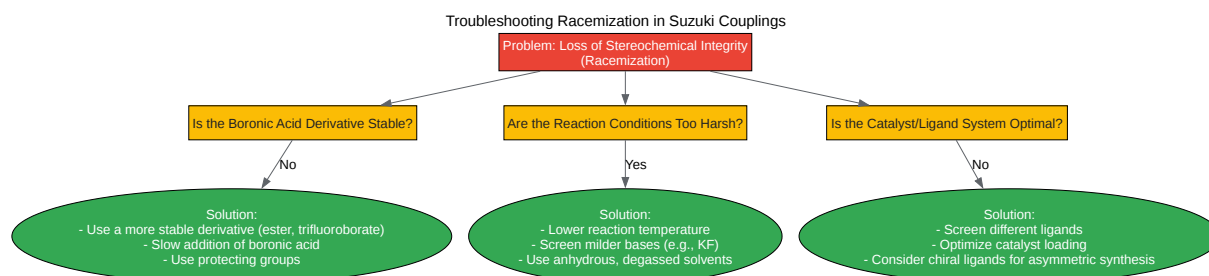 Troubleshooting Racemization in Suzuki Couplings
Problem: Loss of Stereochemical Integrity
(Racemization)
Is the Boronic Acid Derivative Stable?
Are the Reaction Conditions Too Harsh?
Is the Catalyst/Ligand System Optimal?
No
Yes
No
Solution:
- Use a more stable derivative (ester, trifluoroborate)
- Slow addition of boronic acid
- Use protecting groups
Solution:
- Lower reaction temperature
- Screen milder bases (e.g., KF)
- Use anhydrous, degassed solvents
Solution:
- Screen different ligands
- Optimize catalyst loading
- Consider chiral ligands for asymmetric synthesis